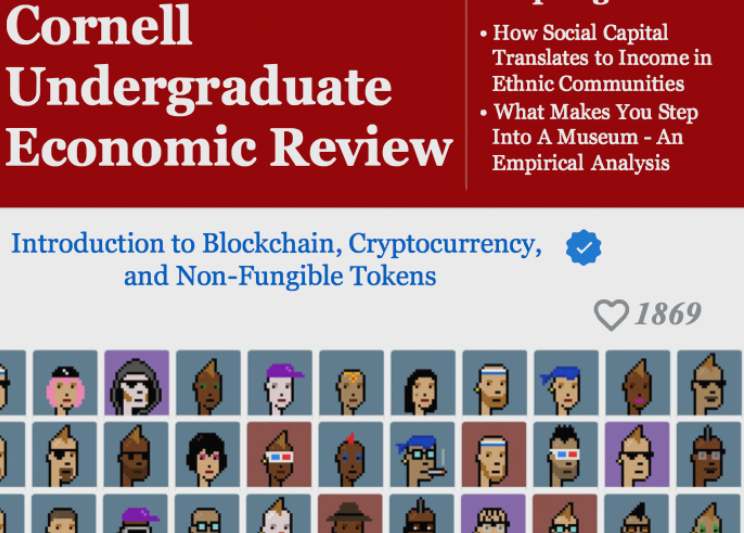 Cornell
Undergraduate
Economic Review
• How Social Capital
Translates to Income in
Ethnic Communities
• What Makes You Step
Into A Museum - An
Empirical Analysis
Introduction to Blockchain, Cryptocurrency,
and Non-Fungible Tokens
1869